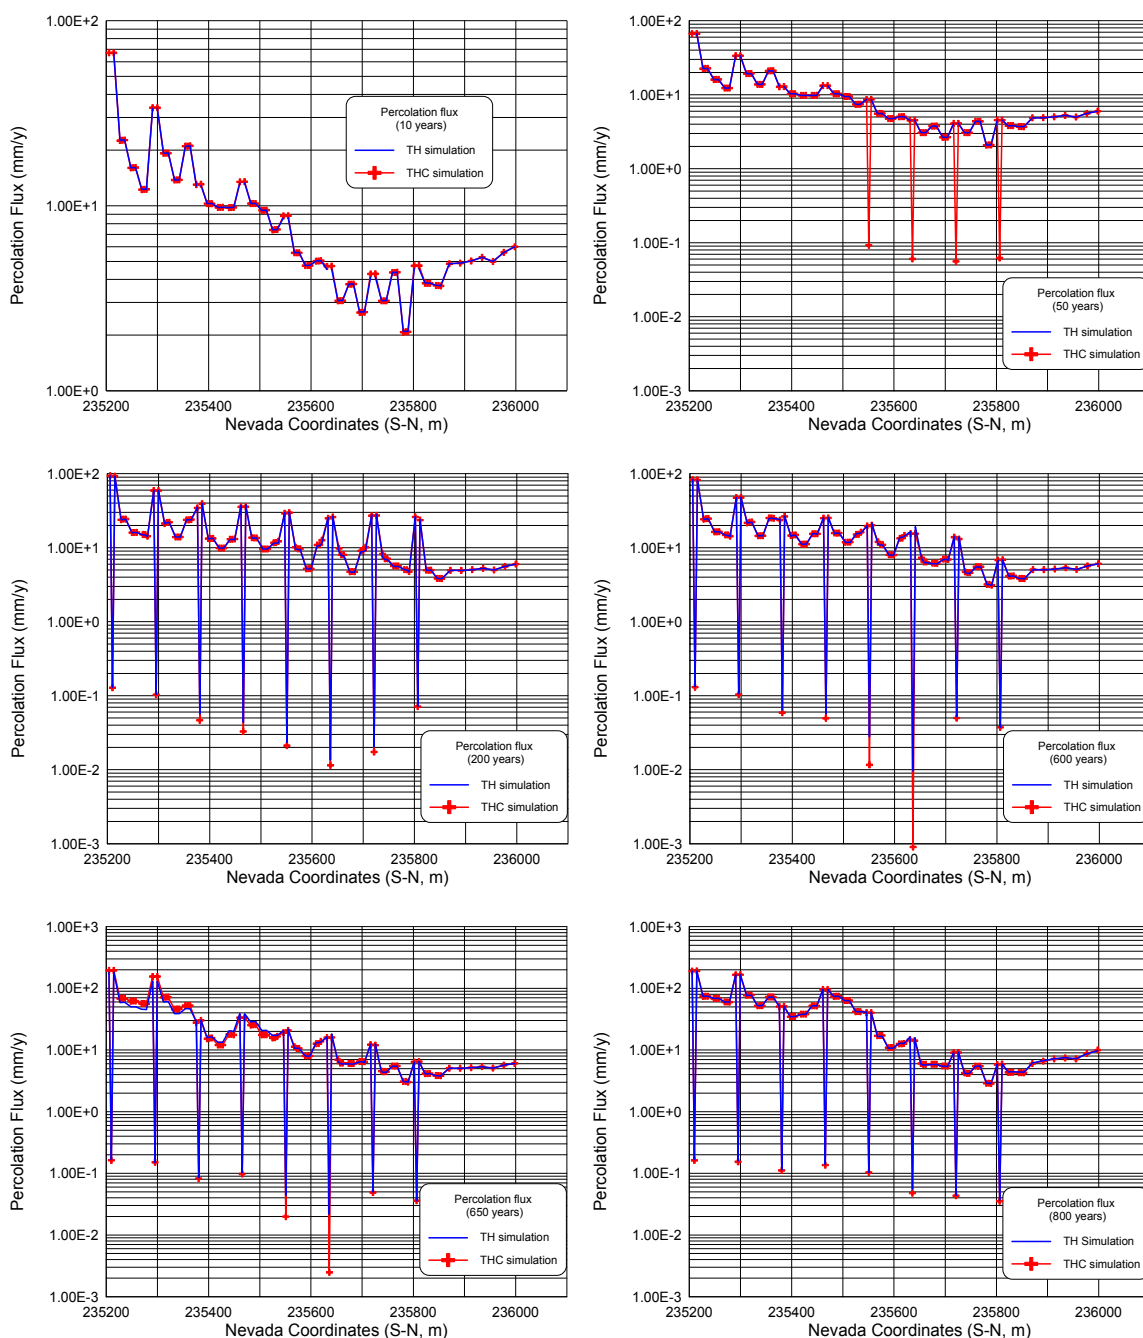 1.00E+2
1.00E+1
1.00E+0
Percolation Flux (mm/y)
Percolation flux
(10 years)
TH simulation
THC simulation
235200 235400 235600 235800 236000
Nevada Coordinates (S-N, m)
1.00E+2
1.00E+1
1.00E+0
1.00E-1
1.00E-2
1.00E-3
Percolation Flux (mm/y)
Percolation flux
(50 years)
TH simulation
THC simulation
235200 235400 235600 235800 236000
Nevada Coordinates (S-N, m)
1.00E+2
1.00E+1
1.00E+0
1.00E-1
1.00E-2
1.00E-3
Percolation Flux (mm/y)
Percolation flux
(200 years)
TH simulation
THC simulation
235200 235400 235600 235800 236000
Nevada Coordinates (S-N, m)
1.00E+2
1.00E+1
1.00E+0
1.00E-1
1.00E-2
1.00E-3
Percolation Flux (mm/y)
Percolation flux
(600 years)
TH simulation
THC simulation
235200 235400 235600 235800 236000
Nevada Coordinates (S-N, m)
1.00E+3
1.00E+2
1.00E+1
1.00E+0
1.00E-1
1.00E-2
1.00E-3
Percolation Flux (mm/y)
Percolation flux
(650 years)
TH simulation
THC simulation
235200 235400 235600 235800 236000
Nevada Coordinates (S-N, m)
1.00E+3
1.00E+2
1.00E+1
1.00E+0
1.00E-1
1.00E-2
1.00E-3
Percolation Flux (mm/y)
Percolation flux
(800 years)
TH Simulation
THC simulation
235200 235400 235600 235800 236000
Nevada Coordinates (S-N, m)